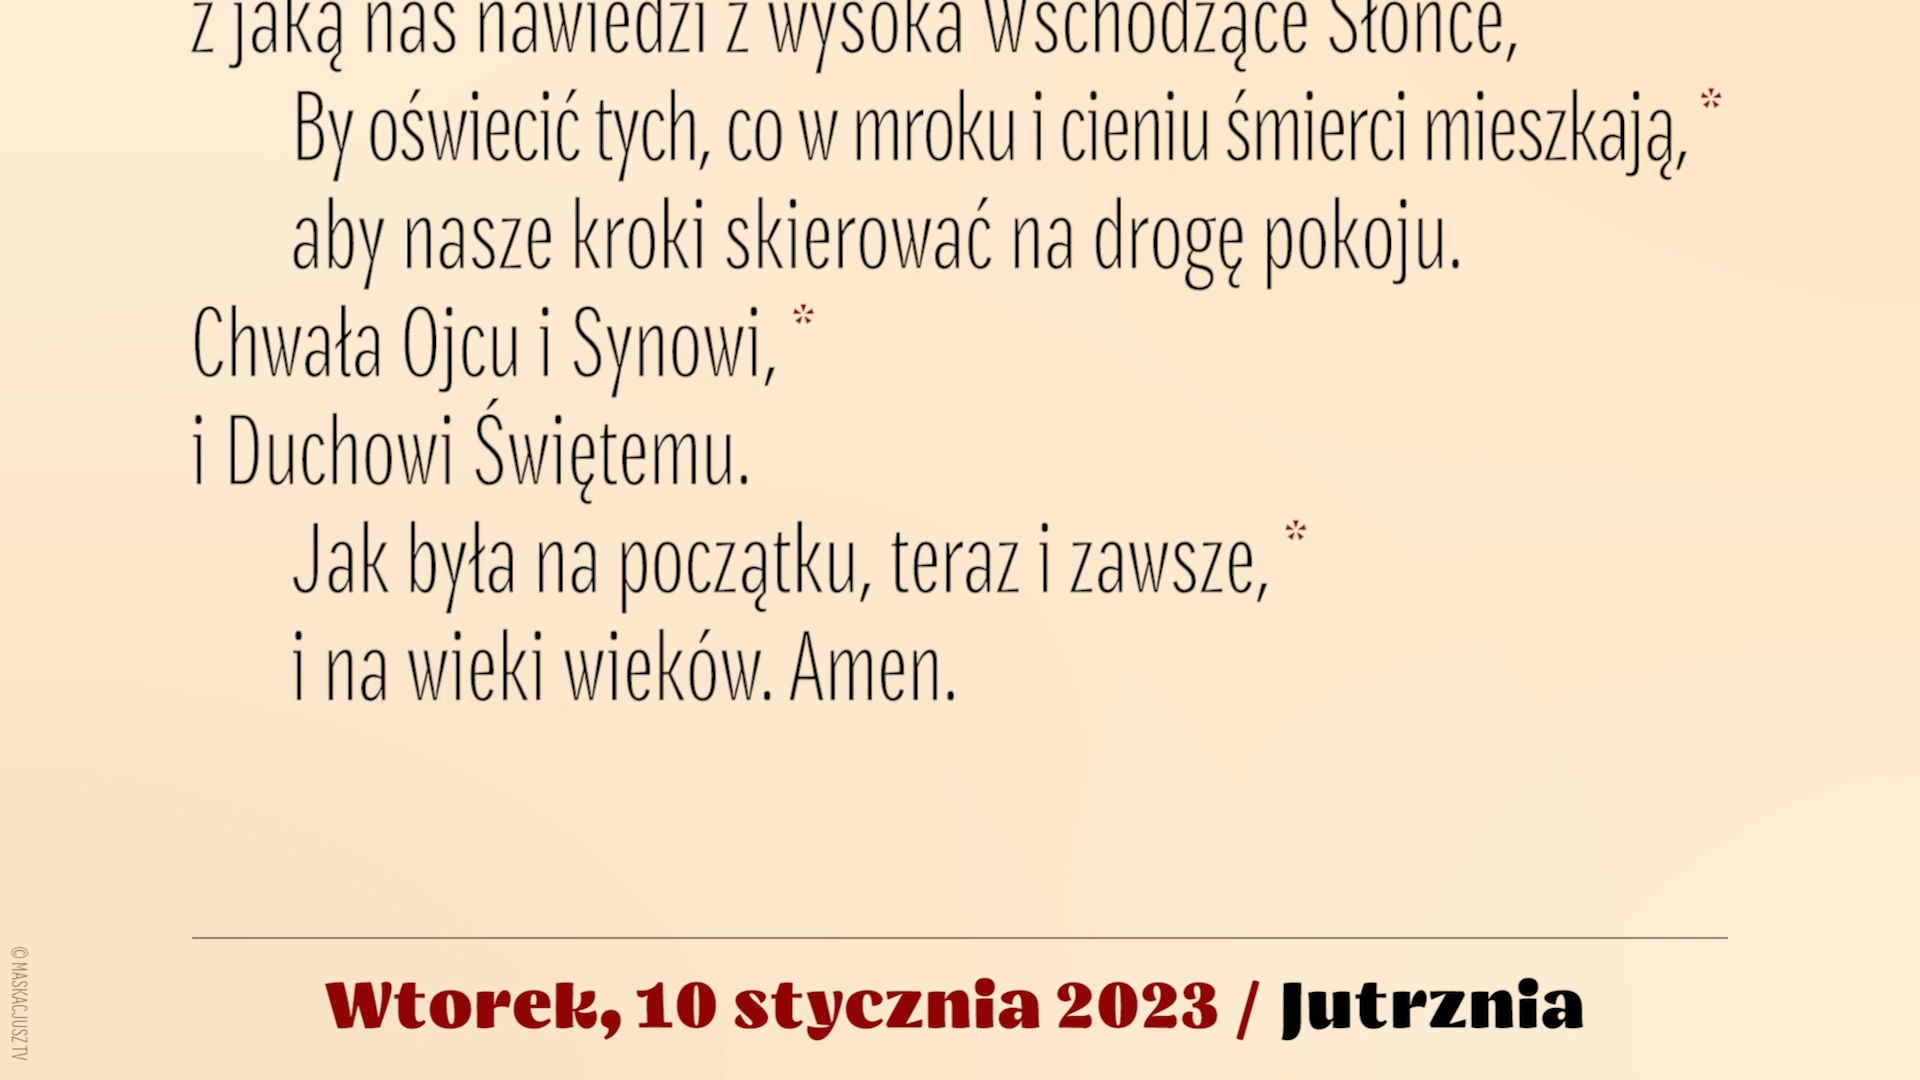 z jaką nas nawiedzi z wysoka Wschodzące Słońce,
By oświecić tych, co w mroku i cieniu śmierci mieszkają, *
aby nasze kroki skierować na drogę pokoju.
Chwała Ojcu i Synowi, *
i Duchowi Świętemu.
Jak była na początku, teraz i zawsze, *
i na wieki wieków. Amen.
Wtorek, 10 stycznia 2023 / Jutrznia
© MASKACJUSZ TV